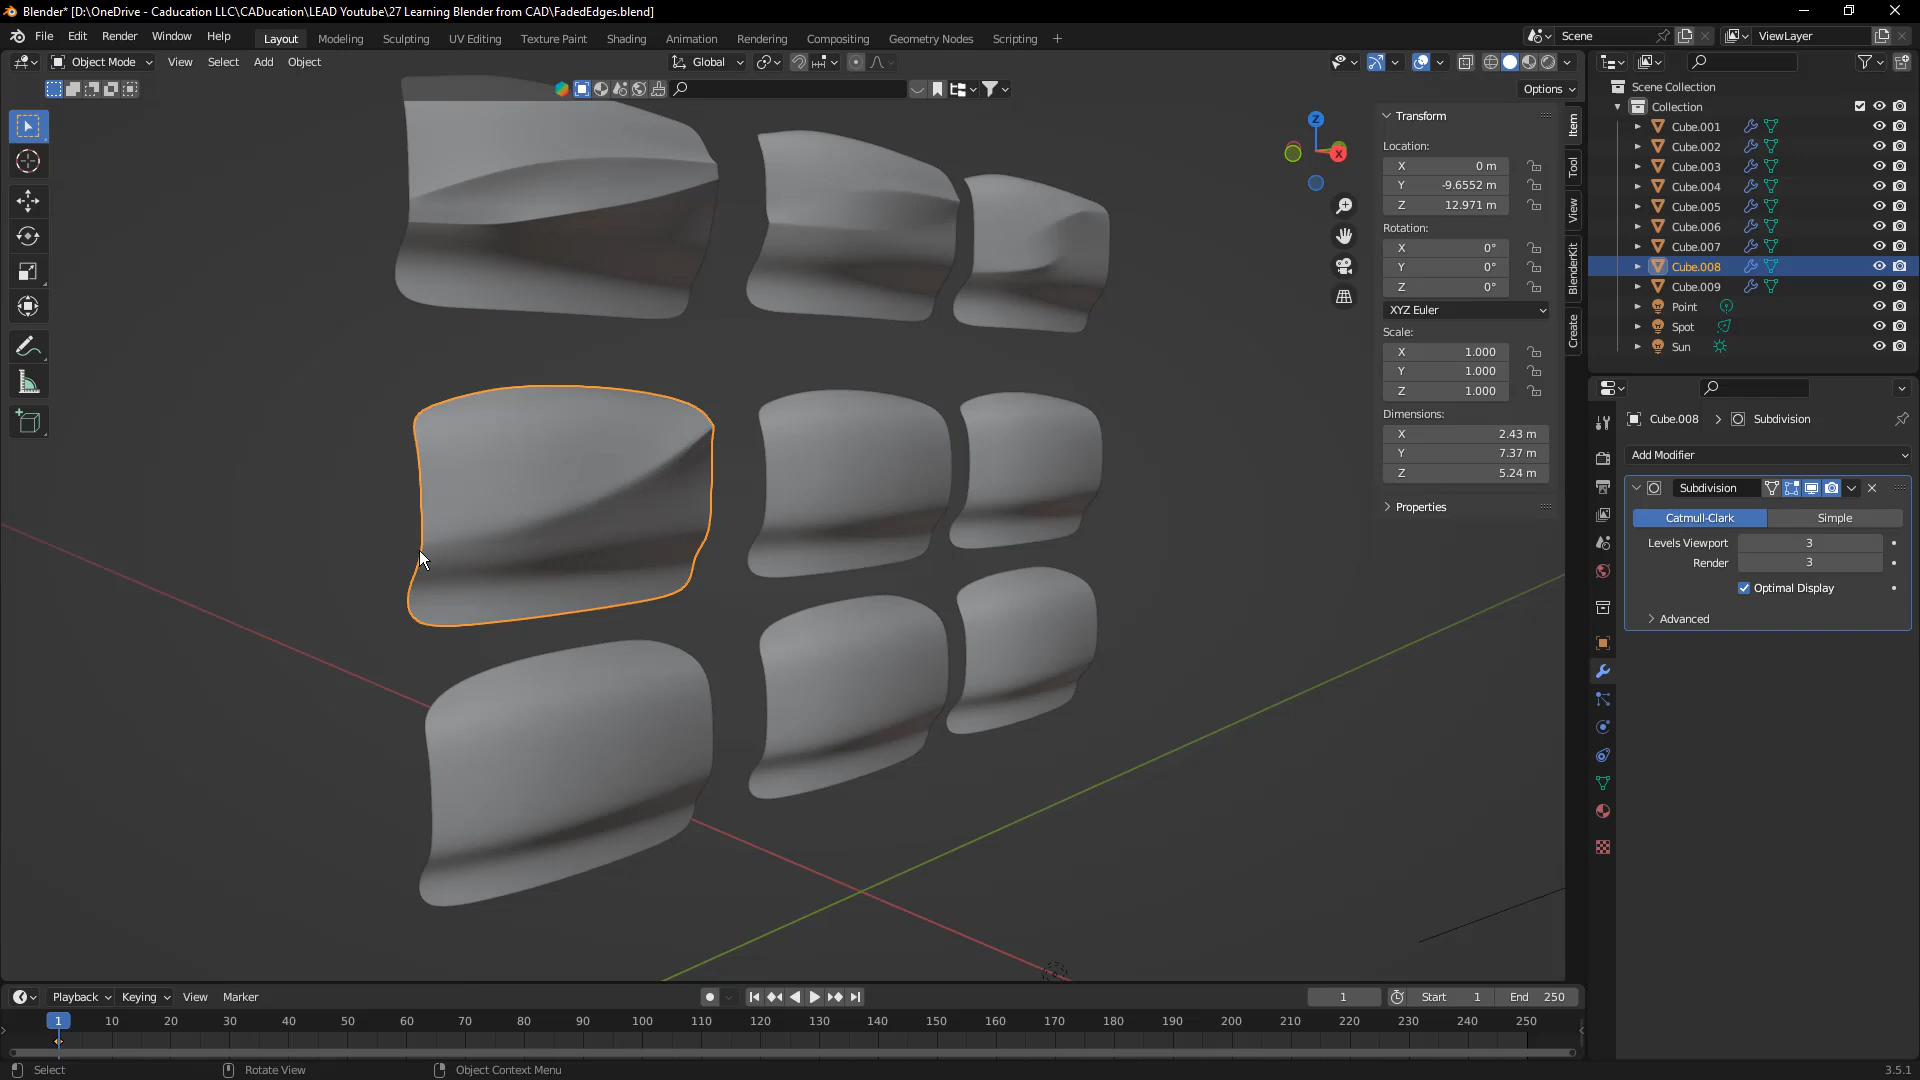 Blender* [D:\OneDrive - Caducation LLC\CADucation\LEAD Youtube\27 Learning Blender from CAD\FadedEdges.blend]
File Edit Render Window Help Layout Modeling Sculpting UV Editing Texture Paint Shading Animation Rendering Compositing Geometry Nodes Scripting + Scene ViewLayer
Object Mode View Select Add Object Global
Options
Scene Collection
Collection
Cube.001
Cube.002
Cube.003
Cube.004
Cube.005
Cube.006
Cube.007
Cube.008
Cube.009
Point
Spot
Sun
Transform
Location:
X 0 m
Y -9.6552 m
Z 12.971 m
Rotation:
X 0°
Y 0°
Z 0°
XYZ Euler
Scale:
X 1.000
Y 1.000
Z 1.000
Dimensions:
X 2.43 m
Y 7.37 m
Z 5.24 m
Properties
Item
Tool
View
BlenderKit
Create
Z
X
Cube.008 > Subdivision
Add Modifier
Subdivision
Catmull-Clark Simple
Levels Viewport 3
Render 3
Optimal Display
Advanced
Playback Keying View Marker 1 Start 1 End 250
1 10 20 30 40 50 60 70 80 90 100 110 120 130 140 150 160 170 180 190 200 210 220 230 240 250
Select Rotate View Object Context Menu 3.5.1